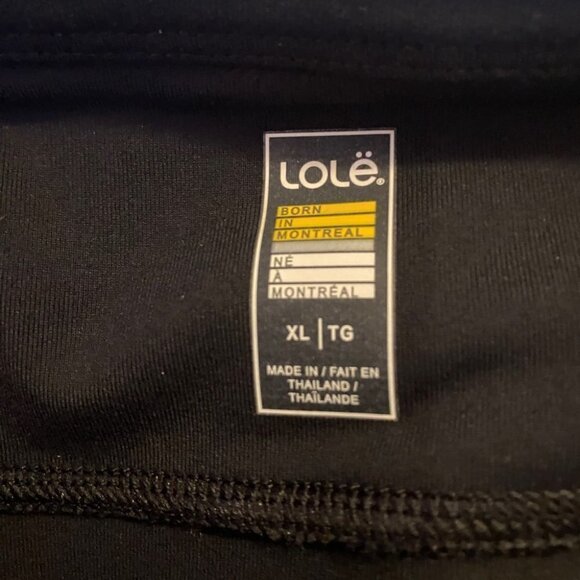 Lolë®
BORN
IN
MONTREAL
NÉ
À
MONTRÉAL
XL | TG
MADE IN / FAIT EN
THAILAND /
THAÏLANDE